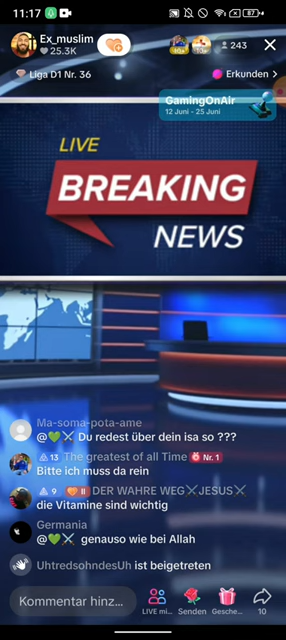 11:17
87
Ex_muslim
25.3K
243
Liga D1 Nr. 36
Erkunden >
GamingOnAir
12 Juni - 25 Juni
LIVE
BREAKING
NEWS
Ma-soma-pota-ame
@💚⚔️ Du redest über dein isa so ???
13 The greatest of all Time Nr. 1
Bitte ich muss da rein
9 II DER WAHRE WEG⚔️JESUS⚔️
die Vitamine sind wichtig
Germania
@💚⚔️ genauso wie bei Allah
UhtredsohndesUh ist beigetreten
Kommentar hinz...
LIVE mi...
Senden
Gesche...
10